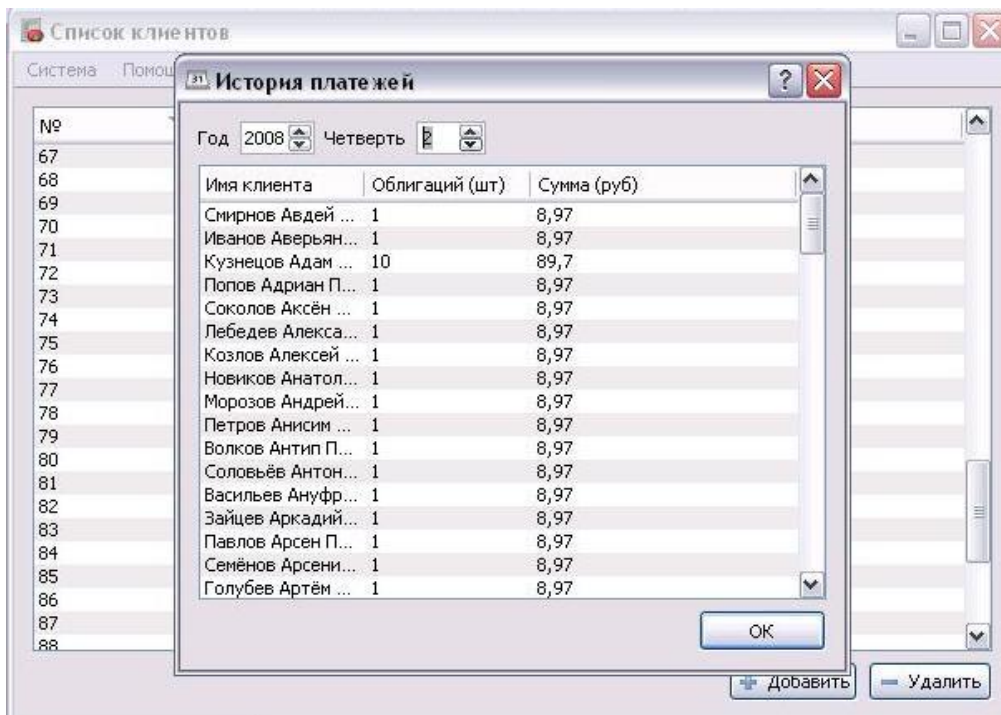 Список клиентов
Система Помощ
История платежей
Год 2008 Четверть 2
№
Имя клиента Облигаций (шт) Сумма (руб)
67
68
69
70
71
72
73
74
75
76
77
78
79
80
81
82
83
84
85
86
87
88
Смирнов Авдей ... 1 8,97
Иванов Аверьян... 1 8,97
Кузнецов Адам ... 10 89,7
Попов Адриан П... 1 8,97
Соколов Аксён ... 1 8,97
Лебедев Алекса... 1 8,97
Козлов Алексей ... 1 8,97
Новиков Анатол... 1 8,97
Морозов Андрей... 1 8,97
Петров Анисим ... 1 8,97
Волков Антип П... 1 8,97
Соловьёв Антон... 1 8,97
Васильев Ануфр... 1 8,97
Зайцев Аркадий... 1 8,97
Павлов Арсен П... 1 8,97
Семёнов Арсени... 1 8,97
Голубев Артём ... 1 8,97
OK
Добавить Удалить